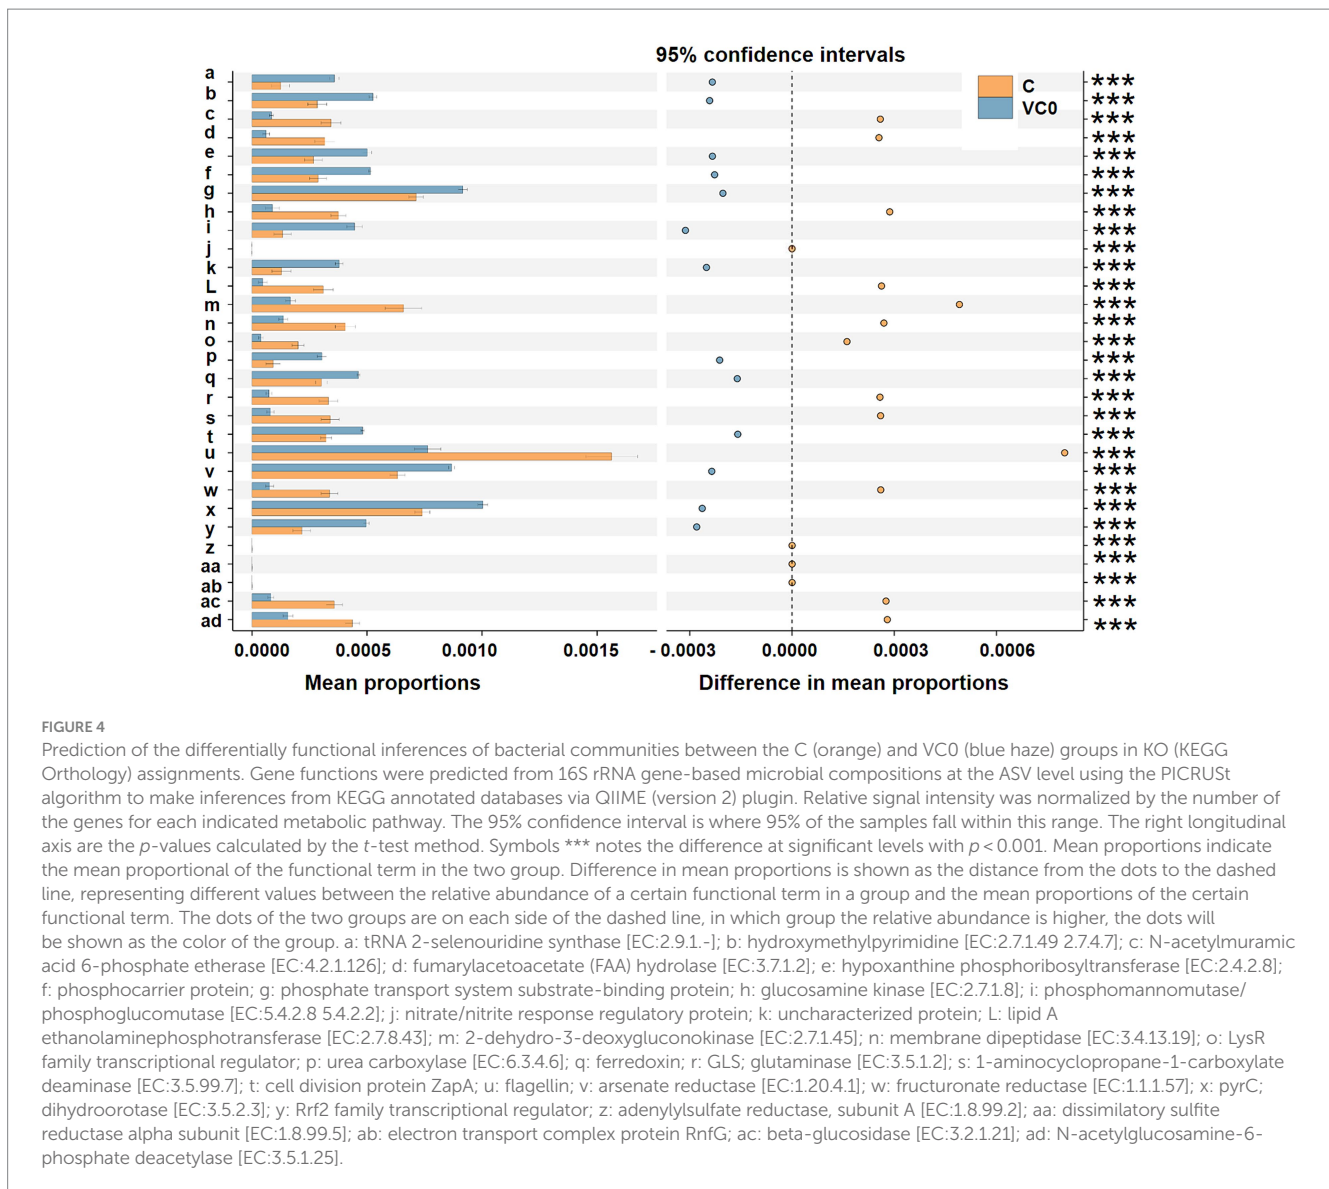 95% confidence intervals
C
VC0
a ***
b ***
c ***
d ***
e ***
f ***
g ***
h ***
i ***
j ***
k ***
L ***
m ***
n ***
o ***
p ***
q ***
r ***
s ***
t ***
u ***
v ***
w ***
x ***
y ***
z ***
aa ***
ab ***
ac ***
ad ***
0.0000 0.0005 0.0010 0.0015 - 0.0003 0.0000 0.0003 0.0006
Mean proportions Difference in mean proportions
FIGURE 4
Prediction of the differentially functional inferences of bacterial communities between the C (orange) and VC0 (blue haze) groups in KO (KEGG
Orthology) assignments. Gene functions were predicted from 16S rRNA gene-based microbial compositions at the ASV level using the PICRUSt
algorithm to make inferences from KEGG annotated databases via QIIME (version 2) plugin. Relative signal intensity was normalized by the number of
the genes for each indicated metabolic pathway. The 95% confidence interval is where 95% of the samples fall within this range. The right longitudinal
axis are the p-values calculated by the t-test method. Symbols *** notes the difference at significant levels with p < 0.001. Mean proportions indicate
the mean proportional of the functional term in the two group. Difference in mean proportions is shown as the distance from the dots to the dashed
line, representing different values between the relative abundance of a certain functional term in a group and the mean proportions of the certain
functional term. The dots of the two groups are on each side of the dashed line, in which group the relative abundance is higher, the dots will
be shown as the color of the group. a: tRNA 2-selenouridine synthase [EC:2.9.1.-]; b: hydroxymethylpyrimidine [EC:2.7.1.49 2.7.4.7]; c: N-acetylmuramic
acid 6-phosphate etherase [EC:4.2.1.126]; d: fumarylacetoacetate (FAA) hydrolase [EC:3.7.1.2]; e: hypoxanthine phosphoribosyltransferase [EC:2.4.2.8];
f: phosphocarrier protein; g: phosphate transport system substrate-binding protein; h: glucosamine kinase [EC:2.7.1.8]; i: phosphomannomutase/
phosphoglucomutase [EC:5.4.2.8 5.4.2.2]; j: nitrate/nitrite response regulatory protein; k: uncharacterized protein; L: lipid A
ethanolaminephosphotransferase [EC:2.7.8.43]; m: 2-dehydro-3-deoxygluconokinase [EC:2.7.1.45]; n: membrane dipeptidase [EC:3.4.13.19]; o: LysR
family transcriptional regulator; p: urea carboxylase [EC:6.3.4.6]; q: ferredoxin; r: GLS; glutaminase [EC:3.5.1.2]; s: 1-aminocyclopropane-1-carboxylate
deaminase [EC:3.5.99.7]; t: cell division protein ZapA; u: flagellin; v: arsenate reductase [EC:1.20.4.1]; w: fructuronate reductase [EC:1.1.1.57]; x: pyrC;
dihydroorotase [EC:3.5.2.3]; y: Rrf2 family transcriptional regulator; z: adenylylsulfate reductase, subunit A [EC:1.8.99.2]; aa: dissimilatory sulfite
reductase alpha subunit [EC:1.8.99.5]; ab: electron transport complex protein RnfG; ac: beta-glucosidase [EC:3.2.1.21]; ad: N-acetylglucosamine-6-
phosphate deacetylase [EC:3.5.1.25].